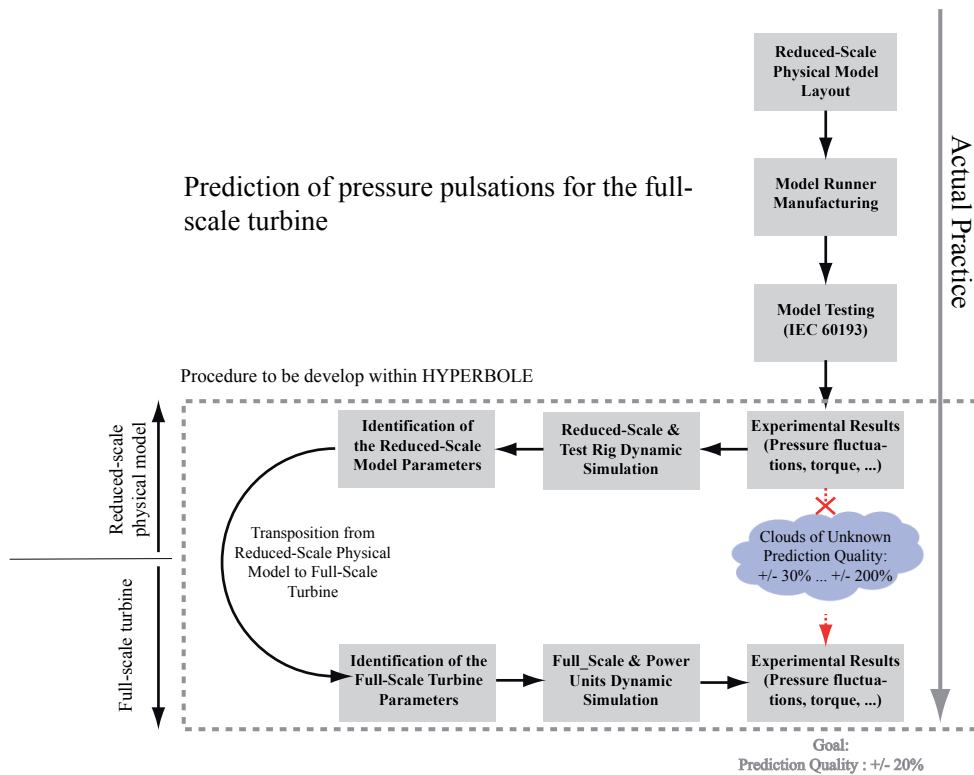 Reduced-Scale
Physical Model
Layout
Actual Practice
Prediction of pressure pulsations for the full-
scale turbine
Model Runner
Manufacturing
Model Testing
(IEC 60193)
Procedure to be develop within HYPERBOLE
Reduced-scale
physical model
Identification of
the Reduced-Scale
Model Parameters
Reduced-Scale &
Test Rig Dynamic
Simulation
Experimental Results
(Pressure fluctua-
tions, torque, ...)
Transposition from
Reduced-Scale Physical
Model to Full-Scale
Turbine
Clouds of Unknown
Prediction Quality:
+/- 30% ... +/- 200%
Full-scale turbine
Identification of the
Full-Scale Turbine
Parameters
Full_Scale & Power
Units Dynamic
Simulation
Experimental Results
(Pressure fluctua-
tions, torque, ...)
Goal:
Prediction Quality : +/- 20%